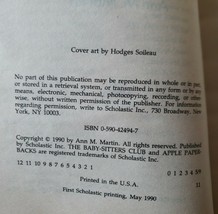 Cover art by Hodges Soileau
No part of this publication may be reproduced in whole or in part,
or stored in a retrieval system, or transmitted in any form or by any
means, electronic, mechanical, photocopying, recording, or other-
wise, without written permission of the publisher. For information
regarding permission, write to Scholastic Inc., 730 Broadway, New
York, NY 10003.
ISBN 0-590-42494-7
Copyright © 1990 by Ann M. Martin. All rights reserved. Published
by Scholastic Inc. THE BABY-SITTERS CLUB and APPLE PAPER-
BACKS are registered trademarks of Scholastic Inc.
12 11 10 9 8 7 6 5 4 3 2 1
Printed in the U.S.A.
First Scholastic printing, May 1990